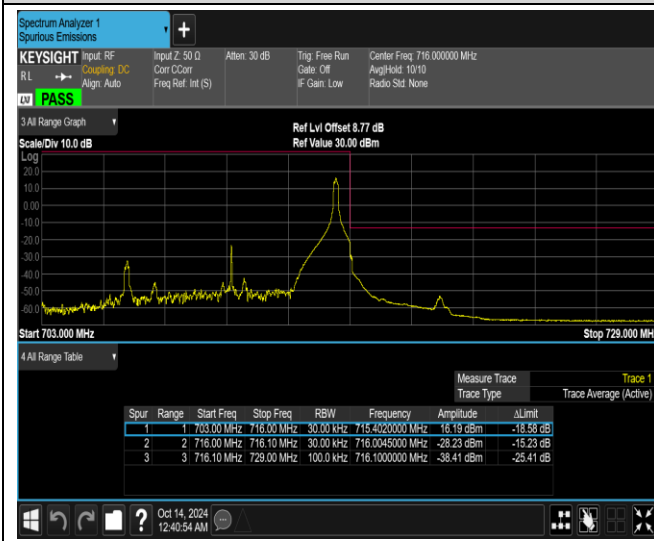 Spectrum Analyzer 1
Spurious Emissions
+
KEYSIGHT Input: RF Input Z: 50 Ω Atten: 30 dB Trig: Free Run Center Freq: 716.000000 MHz
R L Coupling: DC Corr CCorr Gate: Off Avg|Hold: 10/10
Align: Auto Freq Ref: Int (S) IF Gain: Low Radio Std: None
LXI PASS
3 All Range Graph
Ref Lvl Offset 8.77 dB
Scale/Div 10.0 dB Ref Value 30.00 dBm
Log
20.0
10.0
0.00
-10.0
-20.0
-30.0
-40.0
-50.0
-60.0
Start 703.000 MHz Stop 729.000 MH
4 All Range Table
Measure Trace Trace 1
Trace Type Trace Average (Active)
Spur Range Start Freq Stop Freq RBW Frequency Amplitude ΔLimit
1 1 703.00 MHz 716.00 MHz 30.00 kHz 715.4020000 MHz 16.19 dBm -18.58 dB
2 2 716.00 MHz 716.10 MHz 30.00 kHz 716.0045000 MHz -28.23 dBm -15.23 dB
3 3 716.10 MHz 729.00 MHz 100.0 kHz 716.1000000 MHz -38.41 dBm -25.41 dB
? Oct 14, 2024
12:40:54 AM